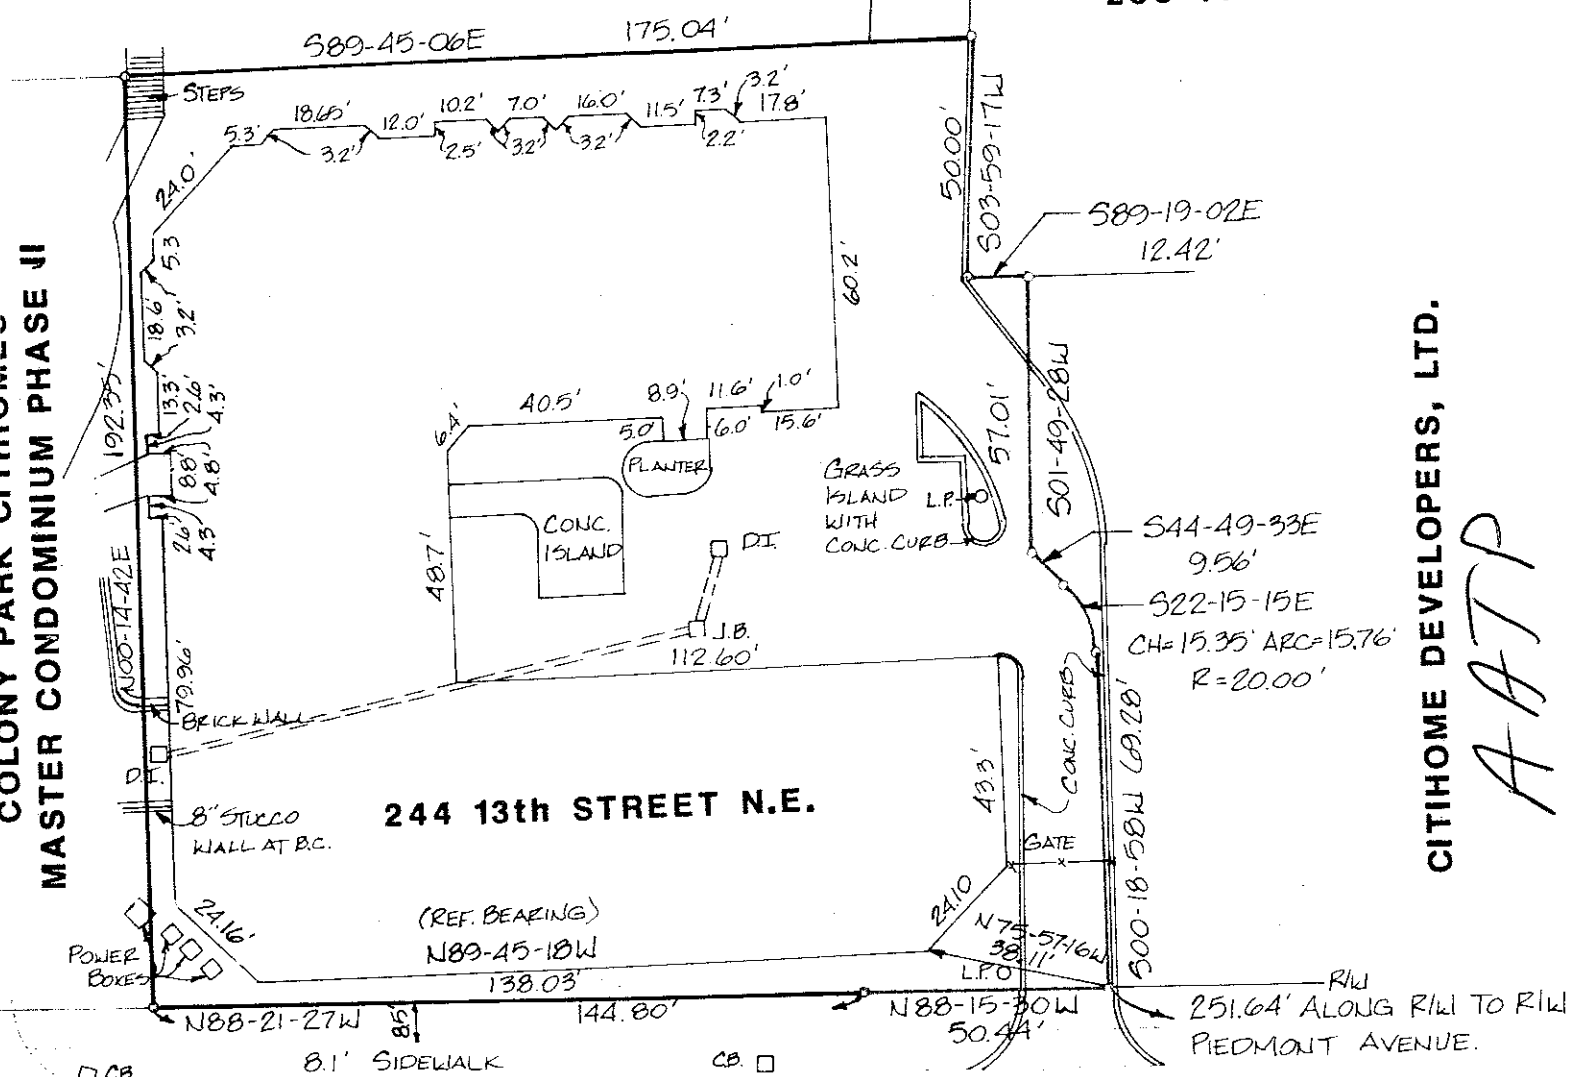 S89-45-06E
175.04'
STEPS
18.65'
12.0'
10.2'
7.0'
16.0'
11.5'
7.3'
3.2'
17.8'
5.3'
3.2'
2.5'
3.2'
3.2'
2.2'
24.0'
5.3
18.6'
3.2'
50.00'
S03-59-17W
S89-19-02E
12.42'
60.2'
COLONY PARK CITIHOMES
MASTER CONDOMINIUM PHASE II
192.35'
13.3'
2.6'
4.3'
8.8'
4.8'
2.6'
4.3'
N00-14-42E
79.96'
40.5'
6.4'
8.9'
11.6'
1.0'
5.0'
6.0'
15.6'
PLANTER
GRASS
ISLAND
WITH
CONC. CURB
L.P.
57.01'
S01-49-28W
CONC.
ISLAND
D.I.
48.7'
J.B.
112.60'
S44-49-33E
9.56'
S22-15-15E
CH=15.35' ARC=15.76'
R=20.00'
CITIHOME DEVELOPERS, LTD.
AATP
BRICK WALL
D.I.
8" STUCCO
WALL AT B.C.
244 13th STREET N.E.
43.3'
CONC. CURB
S00-18-58W 69.28'
GATE
24.16'
(REF. BEARING)
N89-45-18W
138.03'
24.10
N75-57-16W
38.11'
L.P.
POWER
BOXES
R/W
251.64' ALONG R/W TO R/W
PIEDMONT AVENUE.
N88-21-27W
8.5'
144.80'
N88-15-30W
50.44'
8.1' SIDEWALK
C.B.
C.B.